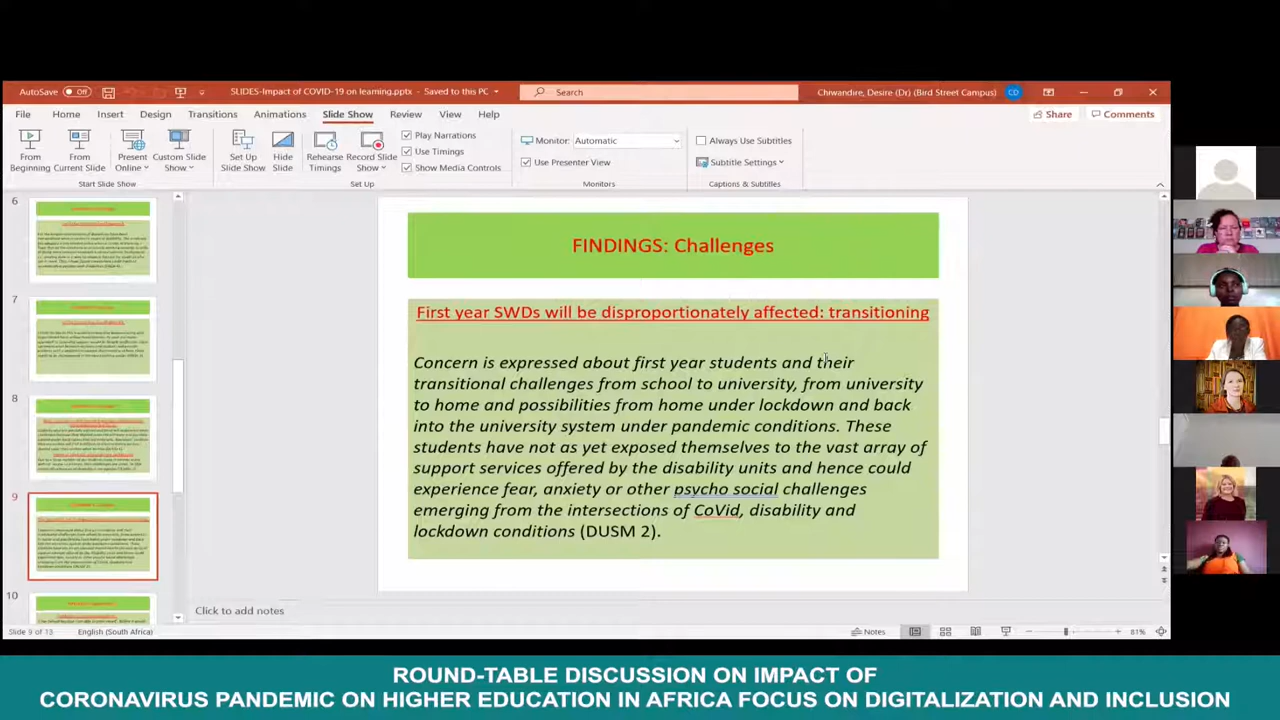 AutoSave Off
SLIDES-Impact of COVID-19 on learning.pptx - Saved to this PC
Search
Chwandire, Desire (Dr) (Bird Street Campus) CD
File Home Insert Design Transitions Animations Slide Show Review View Help
Share Comments
From Beginning
From Current Slide
Present Online
Custom Slide Show
Start Slide Show
Set Up Slide Show
Hide Slide
Rehearse Timings
Record Slide Show
Play Narrations
Use Timings
Show Media Controls
Set Up
Monitor: Automatic
Use Presenter View
Monitors
Always Use Subtitles
Subtitle Settings
Captions & Subtitles
6
7
8
9
10
FINDINGS: Challenges
First year SWDs will be disproportionately affected: transitioning
Concern is expressed about first year students and their
transitional challenges from school to university, from university
to home and possibilities from home under lockdown and back
into the university system under pandemic conditions. These
students have not as yet exposed themselves to the vast array of
support services offered by the disability units and hence could
experience fear, anxiety or other psycho social challenges
emerging from the intersections of CoVid, disability and
lockdown conditions (DUSM 2).
Click to add notes
Slide 9 of 13 English (South Africa)
Notes
81%
ROUND-TABLE DISCUSSION ON IMPACT OF
CORONAVIRUS PANDEMIC ON HIGHER EDUCATION IN AFRICA FOCUS ON DIGITALIZATION AND INCLUSION